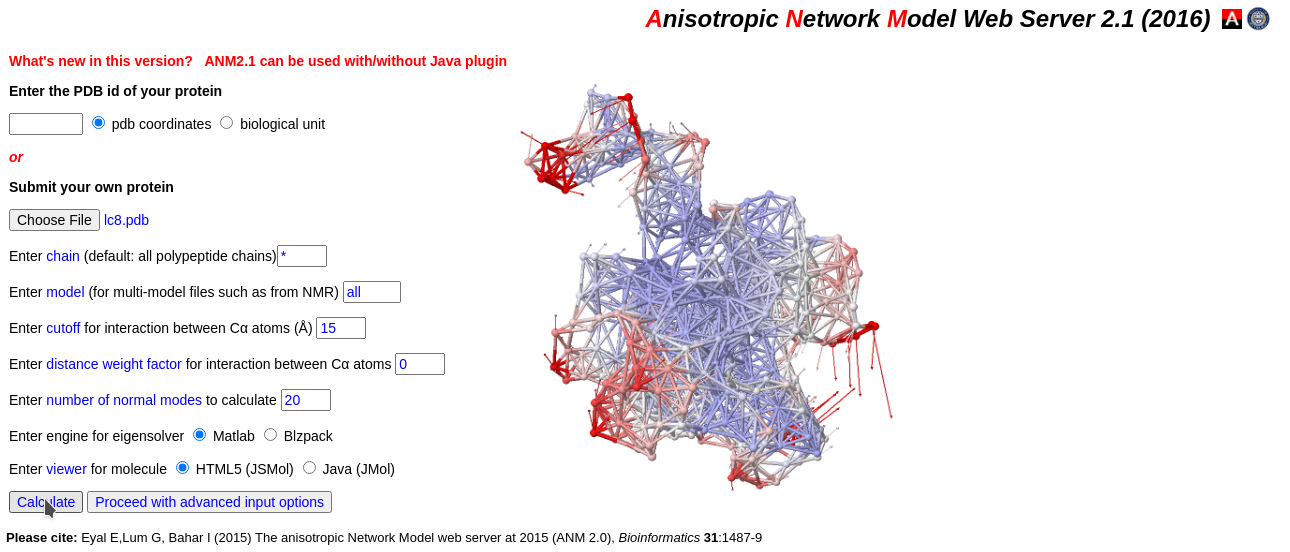 Anisotropic Network Model Web Server 2.1 (2016) A
What's new in this version? ANM2.1 can be used with/without Java plugin
Enter the PDB id of your protein
pdb coordinates biological unit
or
Submit your own protein
Choose File lc8.pdb
Enter chain (default: all polypeptide chains) *
Enter model (for multi-model files such as from NMR) all
Enter cutoff for interaction between Cα atoms (Å) 15
Enter distance weight factor for interaction between Cα atoms 0
Enter number of normal modes to calculate 20
Enter engine for eigensolver Matlab Blzpack
Enter viewer for molecule HTML5 (JSMol) Java (JMol)
Calculate Proceed with advanced input options
Please cite: Eyal E,Lum G, Bahar I (2015) The anisotropic Network Model web server at 2015 (ANM 2.0), Bioinformatics 31:1487-9